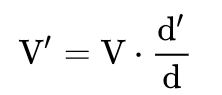 V′ = V · d′/d